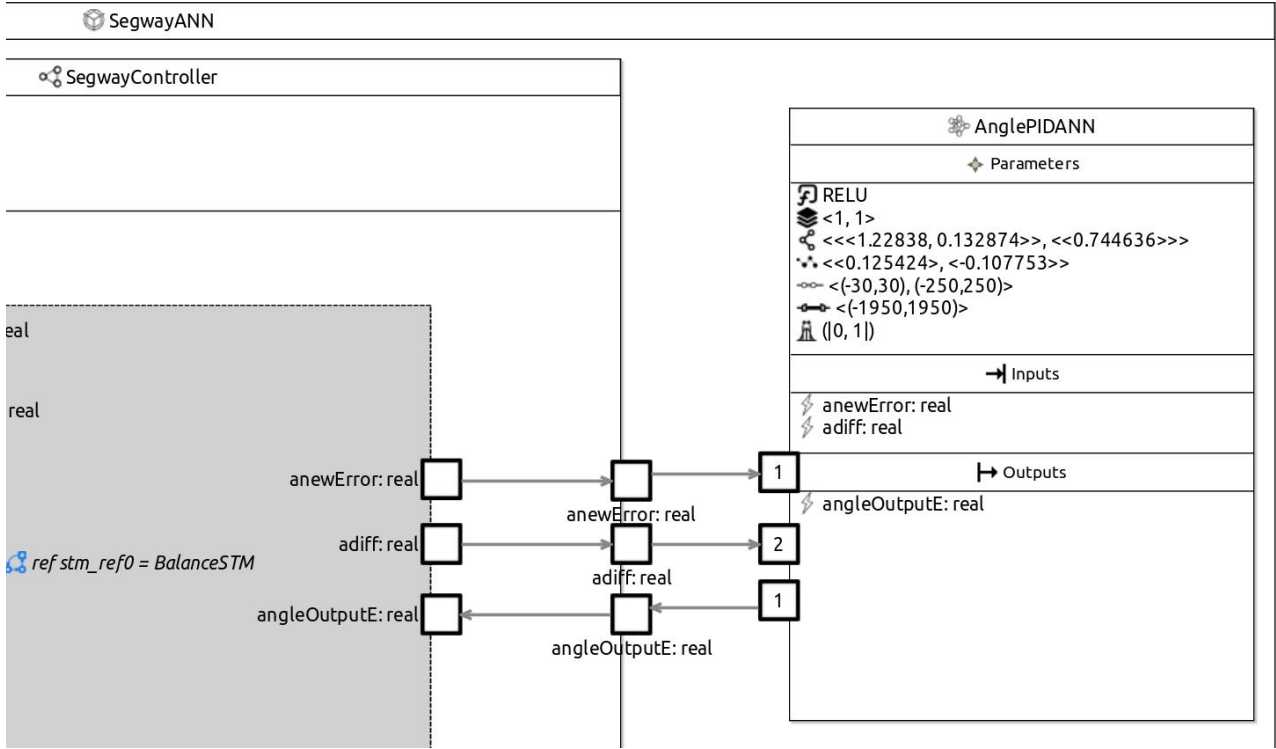 SegwayANN
SegwayController
AnglePIDANN
Parameters
RELU
<1, 1>
<<<1.22838, 0.132874>>, <<0.744636>>>
<<0.125424>, <-0.107753>>
<(-30,30), (-250,250)>
<(-1950,1950)>
(|0, 1|)
eal
Inputs
real
anewError: real
adiff: real
Outputs
anewError: real
1
angleOutputE: real
anewError: real
adiff: real
2
ref stm_ref0 = BalanceSTM
adiff: real
1
angleOutputE: real
angleOutputE: real